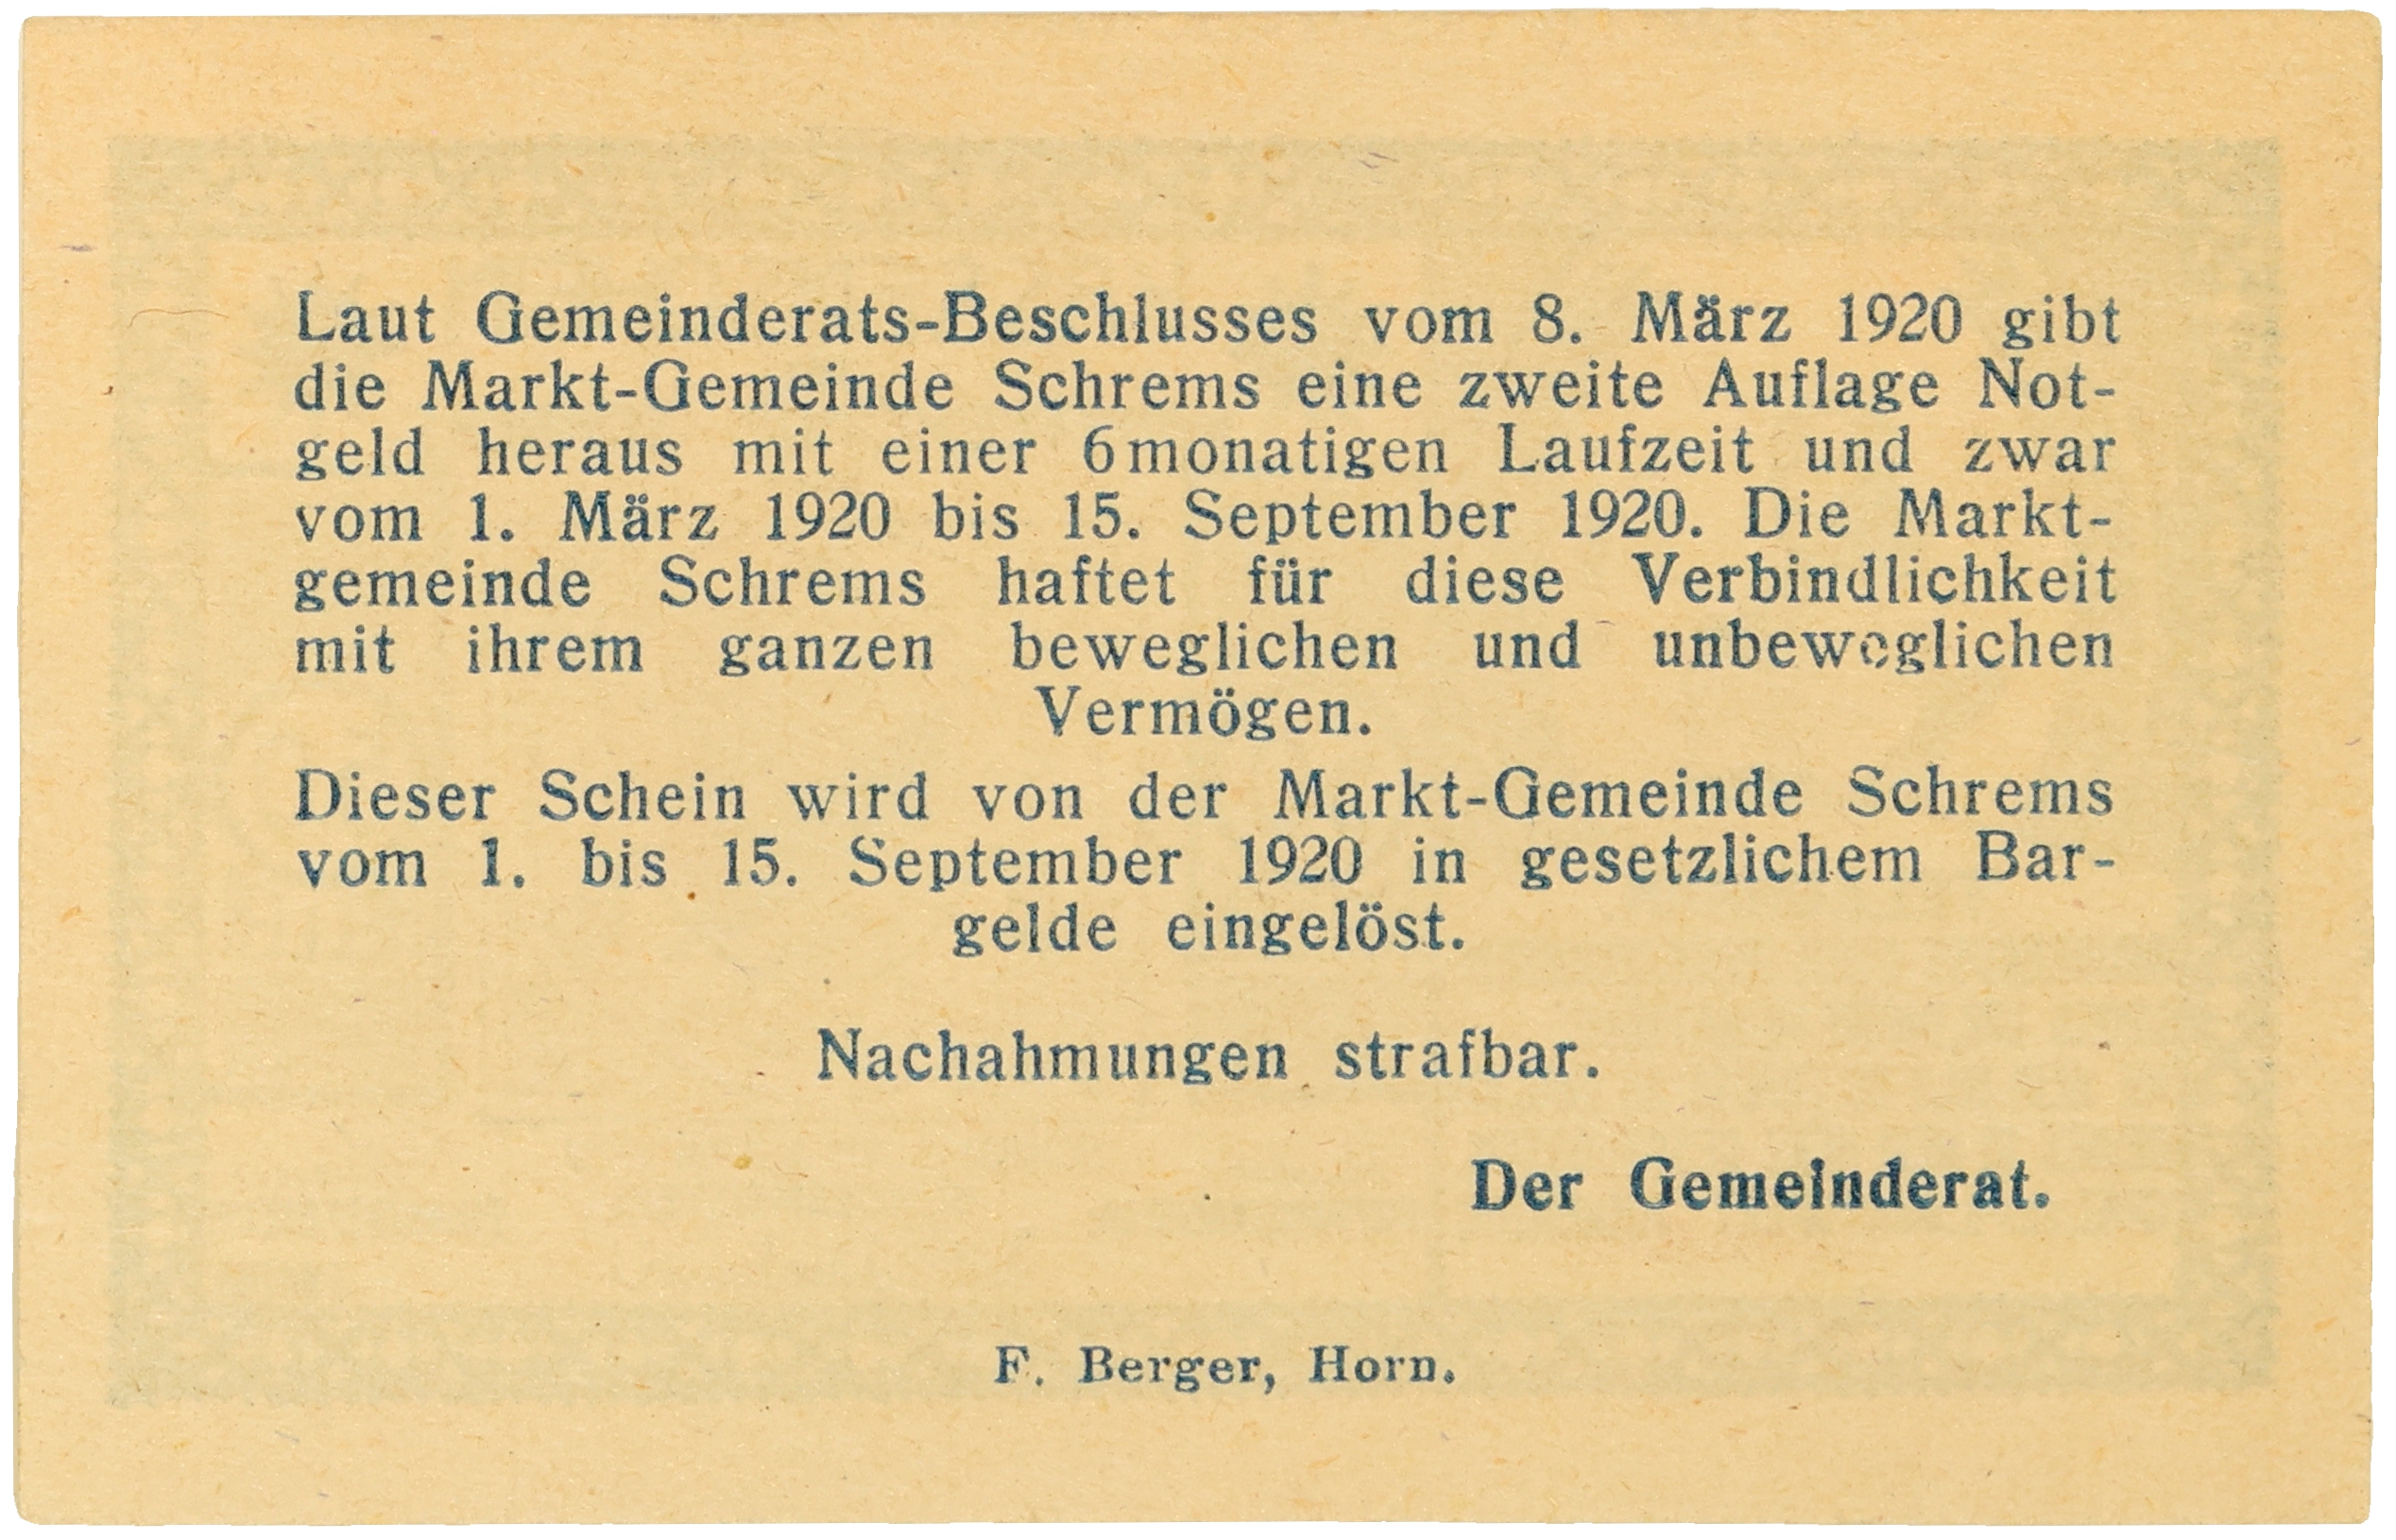 Laut Gemeinderats-Beschlusses vom 8. März 1920 gibt
die Markt-Gemeinde Schrems eine zweite Auflage Not-
geld heraus mit einer 6monatigen Laufzeit und zwar
vom 1. März 1920 bis 15. September 1920. Die Markt-
gemeinde Schrems haftet für diese Verbindlichkeit
mit ihrem ganzen beweglichen und unbeweglichen
Vermögen.
Dieser Schein wird von der Markt-Gemeinde Schrems
vom 1. bis 15. September 1920 in gesetzlichem Bar-
gelde eingelöst.
Nachahmungen strafbar.
Der Gemeinderat.
F. Berger, Horn.